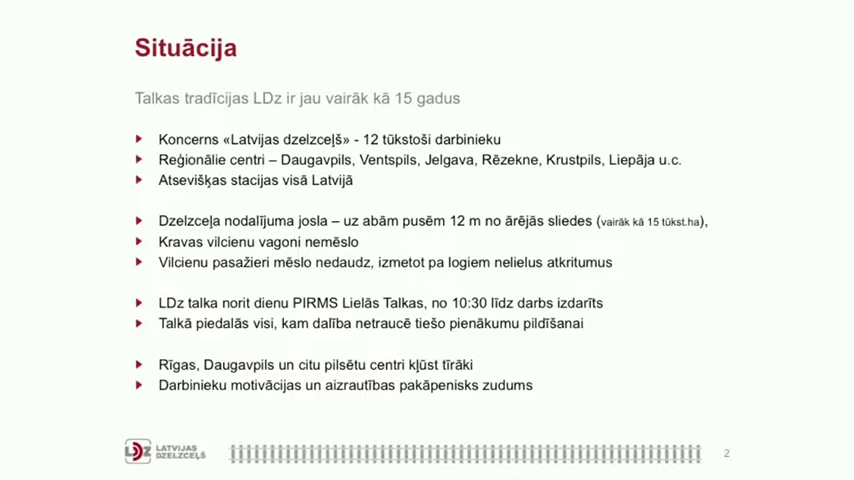 Situācija
Talkas tradīcijas LDz ir jau vairāk kā 15 gadus
Koncerns «Latvijas dzelzceļš» - 12 tūkstoši darbinieku
Reģionālie centri – Daugavpils, Ventspils, Jelgava, Rēzekne, Krustpils, Liepāja u.c.
Atsevišķas stacijas visā Latvijā
Dzelzceļa nodalījuma josla – uz abām pusēm 12 m no ārējās sliedes (vairāk kā 15 tūkst.ha),
Kravas vilcienu vagoni nemēslo
Vilcienu pasažieri mēslo nedaudz, izmetot pa logiem nelielus atkritumus
LDz talka norit dienu PIRMS Lielās Talkas, no 10:30 līdz darbs izdarīts
Talkā piedalās visi, kam dalība netraucē tiešo pienākumu pildīšanai
Rīgas, Daugavpils un citu pilsētu centri kļūst tīrāki
Darbinieku motivācijas un aizrautības pakāpenisks zudums
LDZ LATVIJAS
DZELZCEĻŠ
2